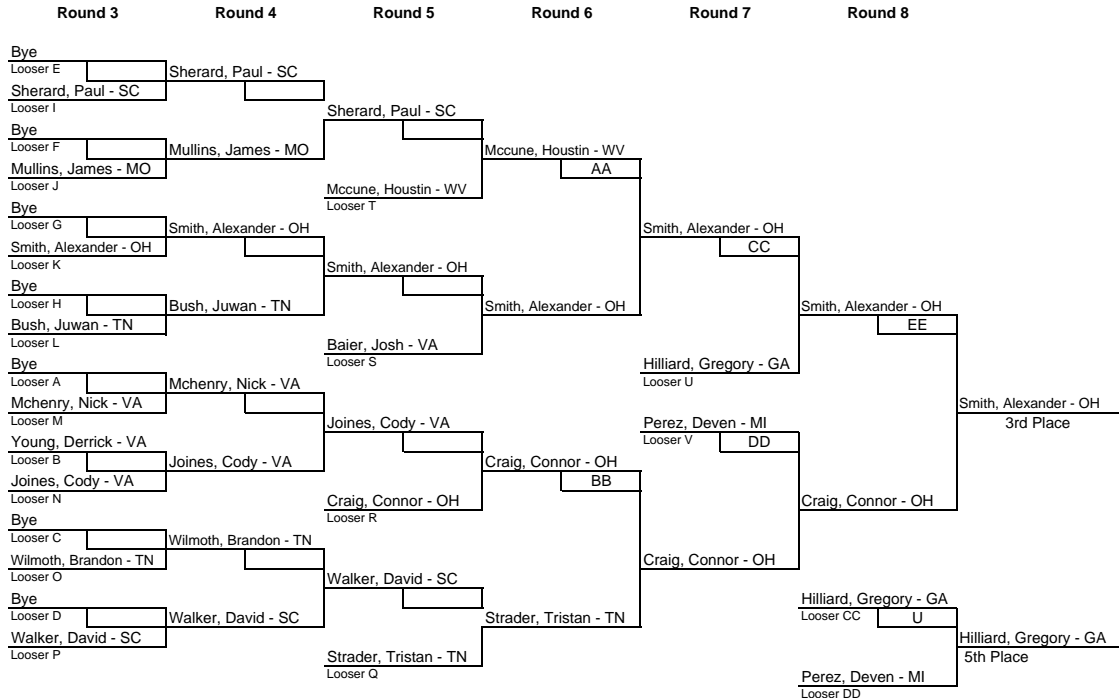 Round 3 Round 4 Round 5 Round 6 Round 7 Round 8
Bye
Looser E
Sherard, Paul - SC
Looser I
Bye
Looser F
Mullins, James - MO
Looser J
Bye
Looser G
Smith, Alexander - OH
Looser K
Bye
Looser H
Bush, Juwan - TN
Looser L
Bye
Looser A
Mchenry, Nick - VA
Looser M
Young, Derrick - VA
Looser B
Joines, Cody - VA
Looser N
Bye
Looser C
Wilmoth, Brandon - TN
Looser O
Bye
Looser D
Walker, David - SC
Looser P
Sherard, Paul - SC
Mullins, James - MO
Smith, Alexander - OH
Bush, Juwan - TN
Mchenry, Nick - VA
Joines, Cody - VA
Wilmoth, Brandon - TN
Walker, David - SC
Sherard, Paul - SC
Mccune, Houstin - WV
Looser T
Smith, Alexander - OH
Baier, Josh - VA
Looser S
Joines, Cody - VA
Craig, Connor - OH
Looser R
Walker, David - SC
Strader, Tristan - TN
Looser Q
Mccune, Houstin - WV
AA
Smith, Alexander - OH
Craig, Connor - OH
BB
Strader, Tristan - TN
Smith, Alexander - OH
CC
Hilliard, Gregory - GA
Looser U
Perez, Deven - MI
Looser V
DD
Craig, Connor - OH
Smith, Alexander - OH
EE
Craig, Connor - OH
Smith, Alexander - OH
3rd Place
Hilliard, Gregory - GA
Looser CC
U
Perez, Deven - MI
Looser DD
Hilliard, Gregory - GA
5th Place